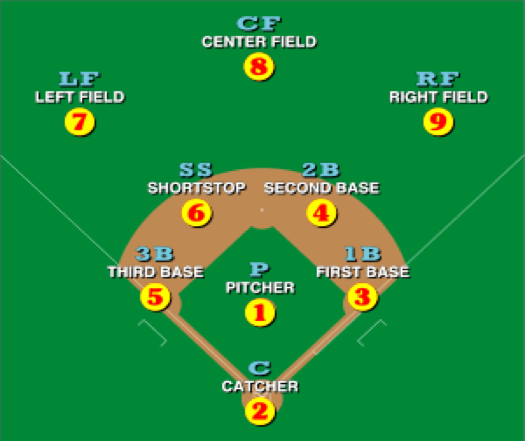 CF
CENTER FIELD
8
LF
LEFT FIELD
7
RF
RIGHT FIELD
9
SS
SHORTSTOP
6
2B
SECOND BASE
4
3B
THIRD BASE
5
P
PITCHER
1
1B
FIRST BASE
3
C
CATCHER
2